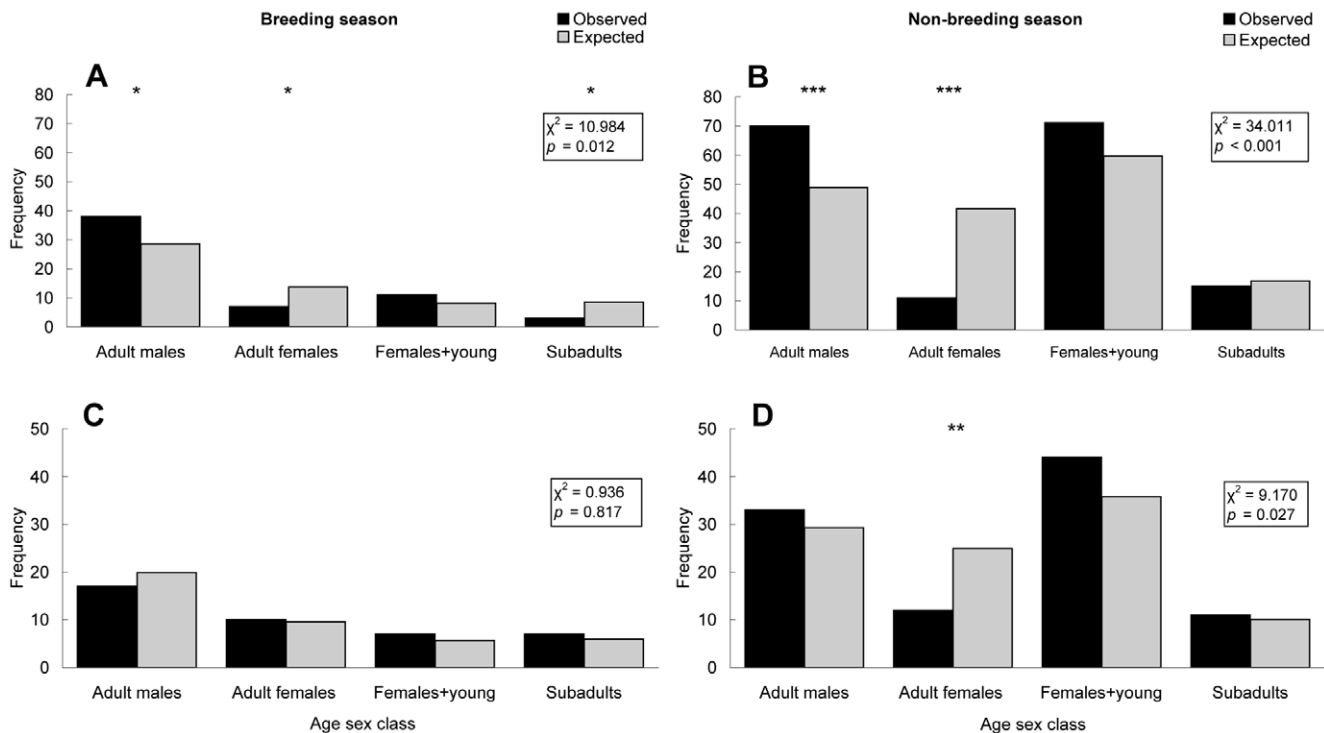 Breeding season
Observed
Expected
Non-breeding season
Observed
Expected
A
* * *
80
70
60
50
40
30
20
10
0
Frequency
χ² = 10.984
p = 0.012
Adult males Adult females Females+young Subadults
B
*** ***
80
70
60
50
40
30
20
10
0
Frequency
χ² = 34.011
p < 0.001
Adult males Adult females Females+young Subadults
C
50
40
30
20
10
0
Frequency
χ² = 0.936
p = 0.817
Adult males Adult females Females+young Subadults
Age sex class
D
**
50
40
30
20
10
0
Frequency
χ² = 9.170
p = 0.027
Adult males Adult females Females+young Subadults
Age sex class